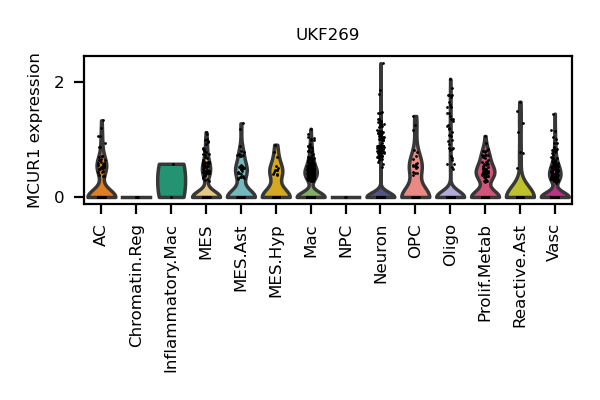 UKF269
MCUR1 expression
2
0
AC
Chromatin.Reg
Inflammatory.Mac
MES
MES.Ast
MES.Hyp
Mac
NPC
Neuron
OPC
Oligo
Prolif.Metab
Reactive.Ast
Vasc